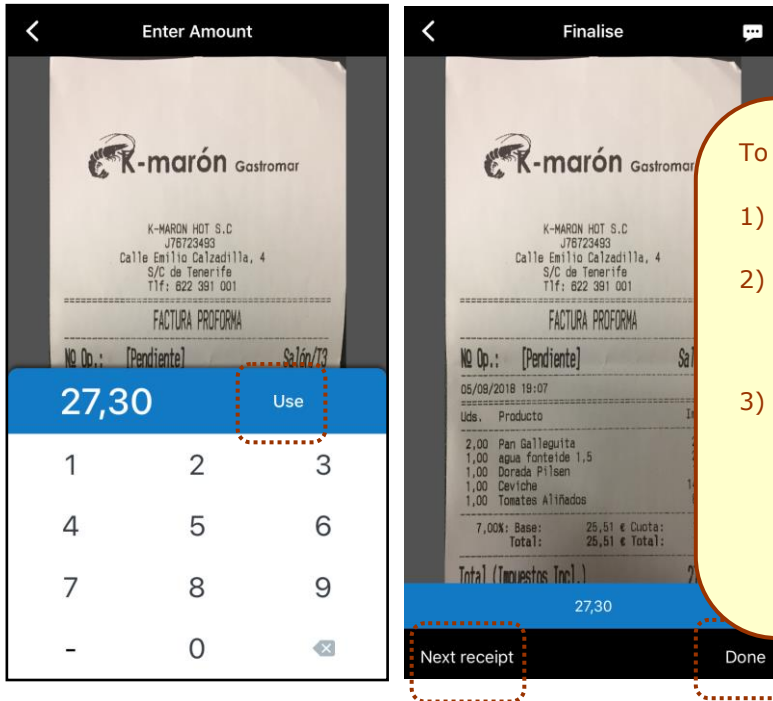 Enter Amount
K-marón Gastromar
K-MARON HOT S.C
J76723493
Calle Emilio Calzadilla, 4
S/C de Tenerife
Tlf: 822 391 001
FACTURA PROFORMA
Nº Op.: [Pendiente] Salón/T3
27,30 Use
1 2 3
4 5 6
7 8 9
- 0
Finalise
K-marón Gastromar
K-MARON HOT S.C
J76723493
Calle Emilio Calzadilla, 4
S/C de Tenerife
Tlf: 822 391 001
FACTURA PROFORMA
Nº Op.: [Pendiente]
05/09/2018 19:07
Uds. Producto
2,00 Pan Galleguita
1,00 agua fonteide 1,5
1,00 Dorada Pilsen
1,00 Ceviche
1,00 Tomates Aliñados
7,00%: Base: 25,51 € Cuota:
Total: 25,51 € Total:
Total (Impuestos Incl.)
27,30
Next receipt Done
To
1)
2)
3)